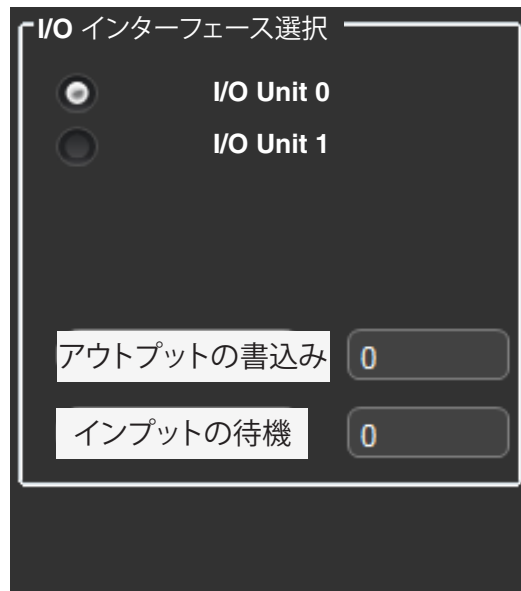 I/O インターフェース選択
I/O Unit 0
I/O Unit 1
アウトプットの書込み 0
インプットの待機 0